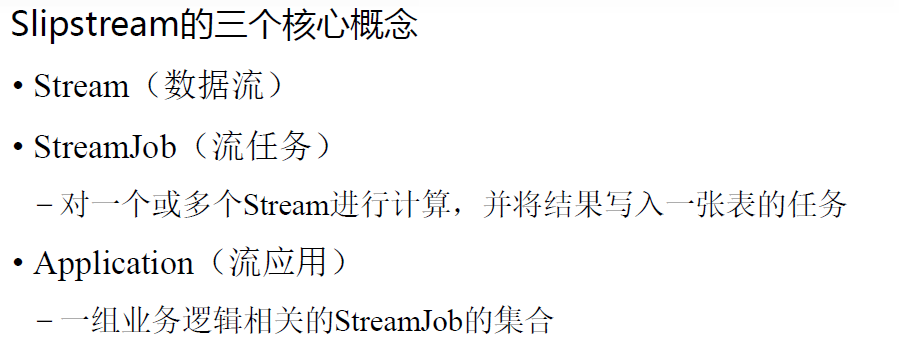 Slipstream的三个核心概念
• Stream（数据流）
• StreamJob（流任务）
– 对一个或多个Stream进行计算，并将结果写入一张表的任务
• Application（流应用）
– 一组业务逻辑相关的StreamJob的集合